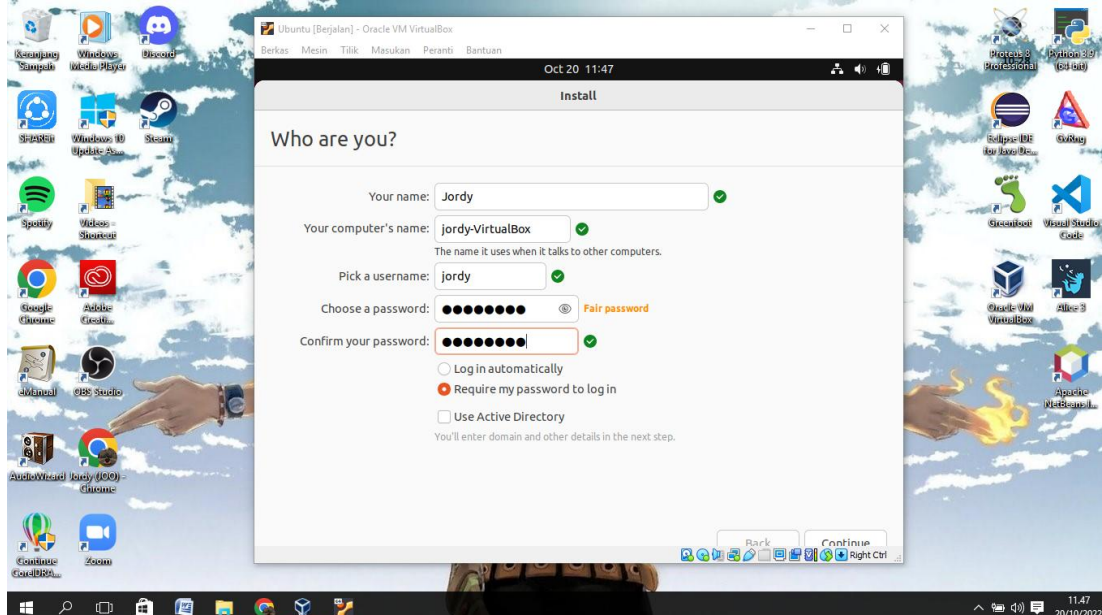 Ubuntu [Berjalan] - Oracle VM VirtualBox
Berkas Mesin Tilik Masukan Peranti Bantuan
Oct 20 11:47
Install
Who are you?
Your name: Jordy
Your computer's name: jordy-VirtualBox
The name it uses when it talks to other computers.
Pick a username: jordy
Choose a password: Fair password
Confirm your password:
Log in automatically
Require my password to log in
Use Active Directory
You'll enter domain and other details in the next step.
Back Continue
Right Ctrl
Keranjang Sampah
Windows Media Player
Discord
SHAREit
Windows 10 Update As...
Steam
Spotify
Videos - Shortcut
Google Chrome
Adobe Creati...
eManual
OBS Studio
AudioWizard
Jordy (JOO) - Chrome
Continue CorelDRA...
Zoom
Proteus 8 Professional
Python 3.9 (64-bit)
Eclipse IDE for Java De...
Greenfoot
Visual Studio Code
Oracle VM VirtualBox
Alice 3
Apache NetBeans I...
11.47
20/10/2022